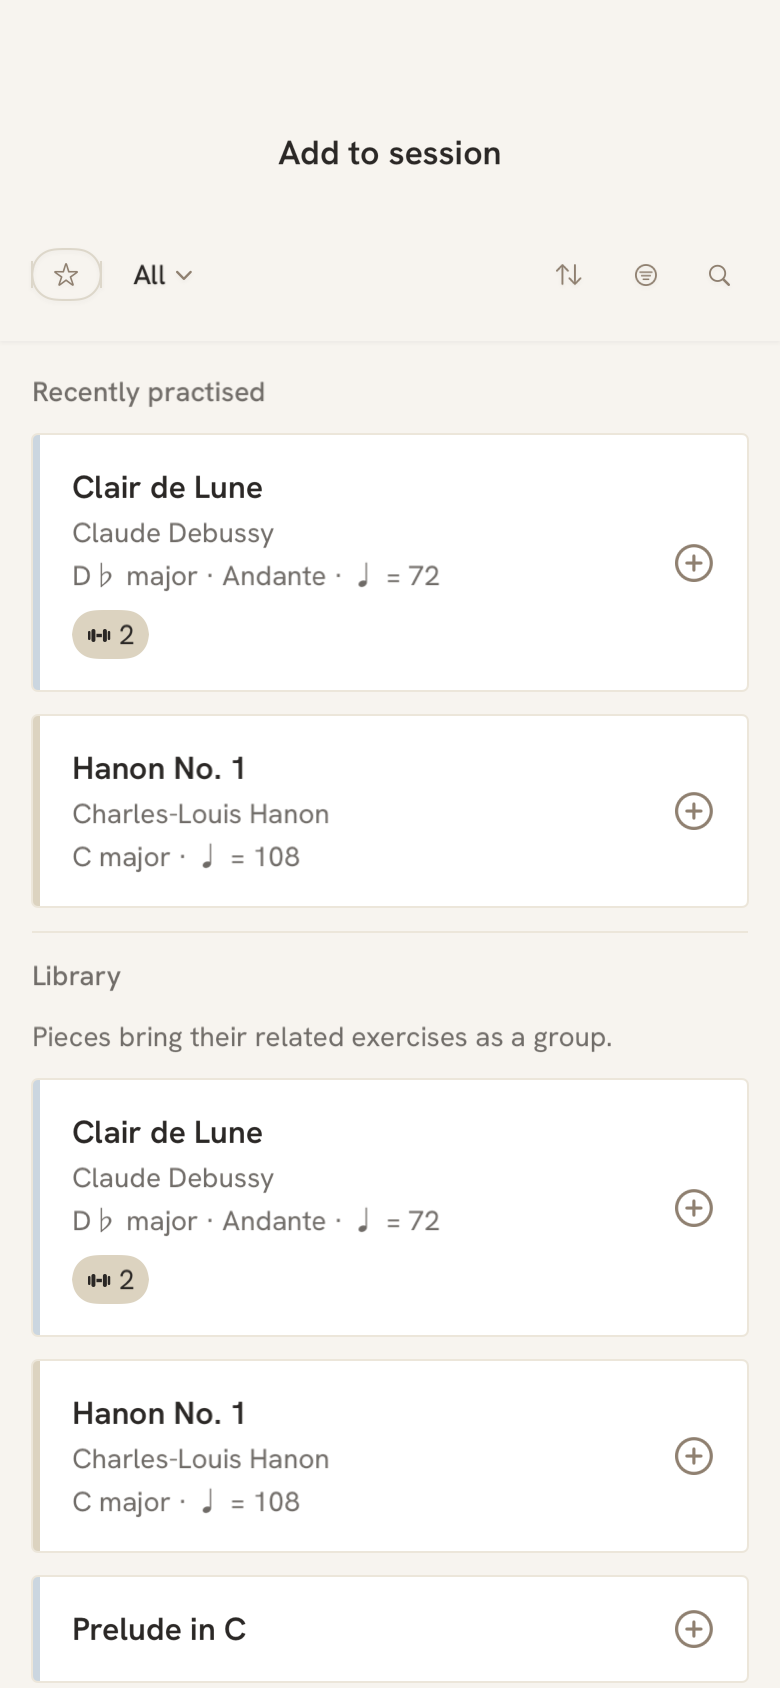 Add to session
All
Recently practised
Clair de Lune
Claude Debussy
D♭ major · Andante · ♩ = 72
2
Hanon No. 1
Charles-Louis Hanon
C major · ♩ = 108
Library
Pieces bring their related exercises as a group.
Clair de Lune
Claude Debussy
D♭ major · Andante · ♩ = 72
2
Hanon No. 1
Charles-Louis Hanon
C major · ♩ = 108
Prelude in C